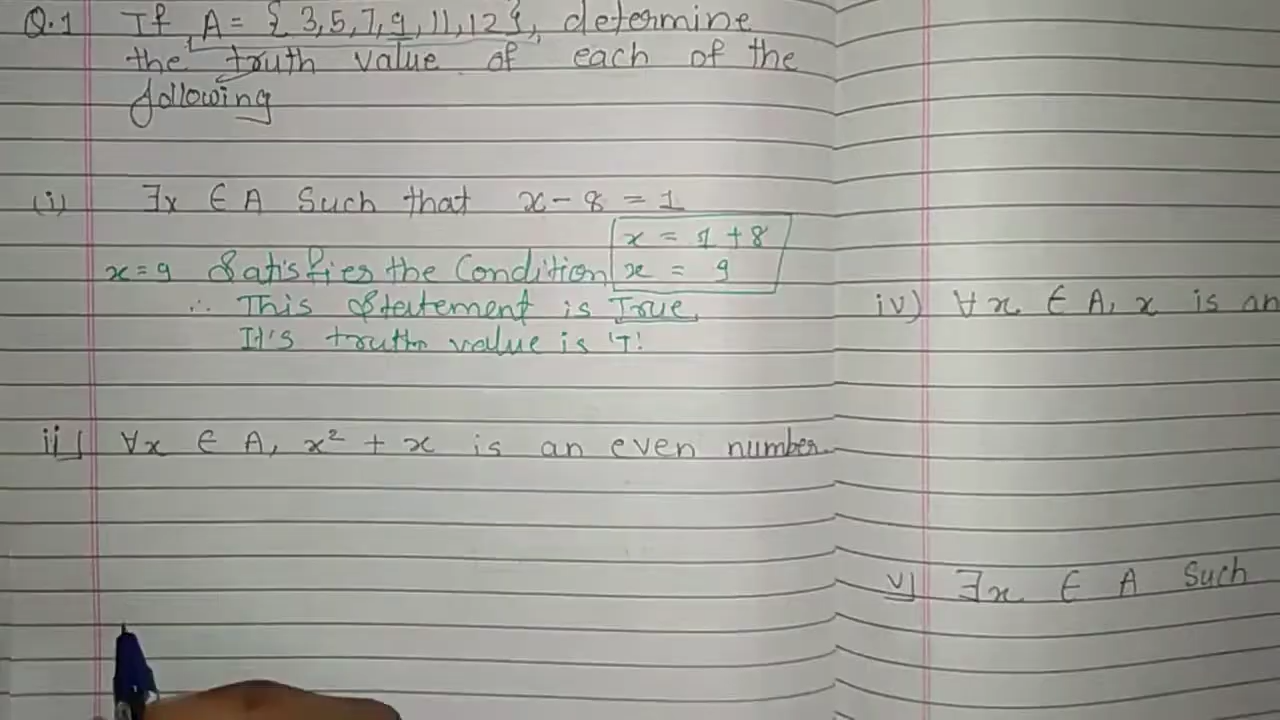 Q.1 If A = { 3,5,7,9,11,12}, determine
the truth value of each of the
following
(i) ∃x ∈ A Such that x - 8 = 1
x = 1 + 8
x = 9 Satisfies the Condition x = 9
∴ This Statement is True.
It's truth value is 'T'.
ii) ∀x ∈ A, x² + x is an even number.
iv) ∀ x ∈ A, x is an
v) ∃x ∈ A Such